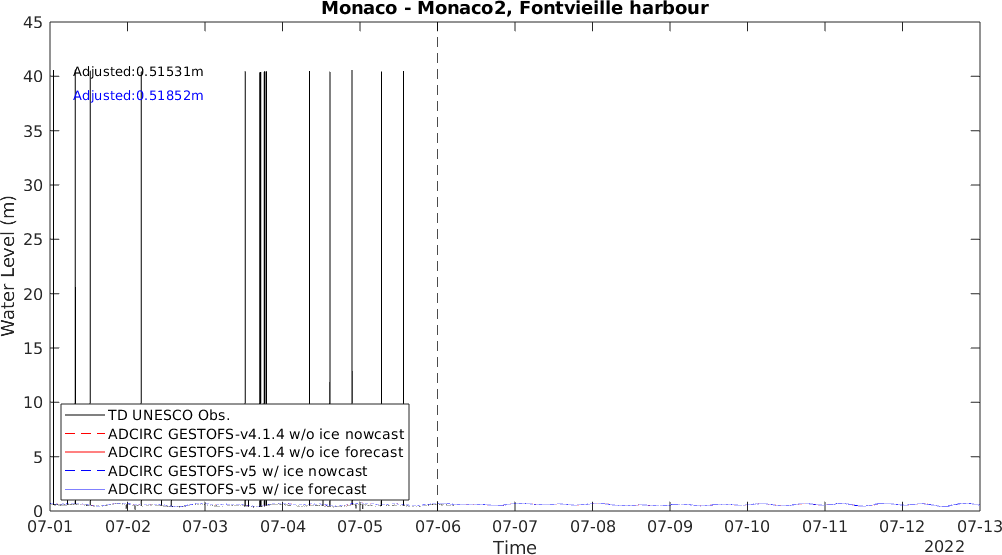 Monaco - Monaco2, Fontvieille harbour
45
40
35
30
25
20
15
10
5
0
Water Level (m)
Adjusted:0.51531m
Adjusted:0.51852m
TD UNESCO Obs.
ADCIRC GESTOFS-v4.1.4 w/o ice nowcast
ADCIRC GESTOFS-v4.1.4 w/o ice forecast
ADCIRC GESTOFS-v5 w/ ice nowcast
ADCIRC GESTOFS-v5 w/ ice forecast
07-01 07-02 07-03 07-04 07-05 07-06 07-07 07-08 07-09 07-10 07-11 07-12 07-13
Time
2022